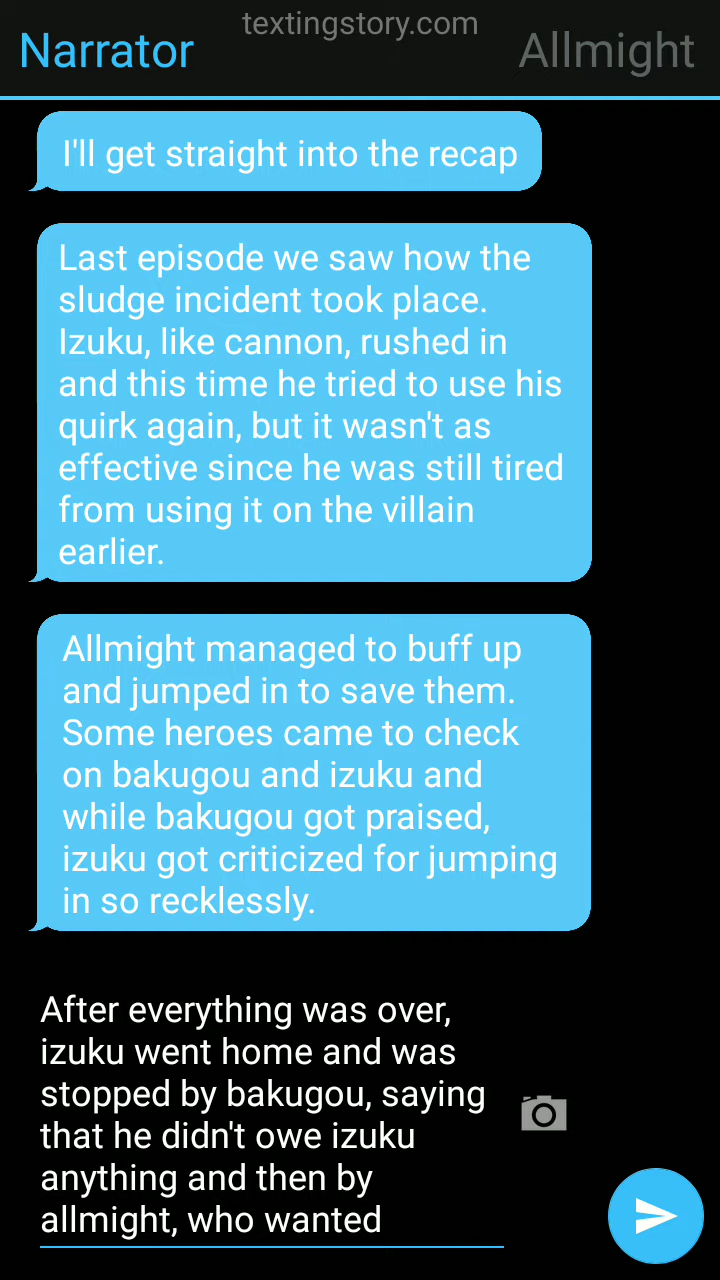 textingstory.com
Narrator
Allmight
I'll get straight into the recap
Last episode we saw how the
sludge incident took place.
Izuku, like cannon, rushed in
and this time he tried to use his
quirk again, but it wasn't as
effective since he was still tired
from using it on the villain
earlier.
Allmight managed to buff up
and jumped in to save them.
Some heroes came to check
on bakugou and izuku and
while bakugou got praised,
izuku got criticized for jumping
in so recklessly.
After everything was over,
izuku went home and was
stopped by bakugou, saying
that he didn't owe izuku
anything and then by
allmight, who wanted